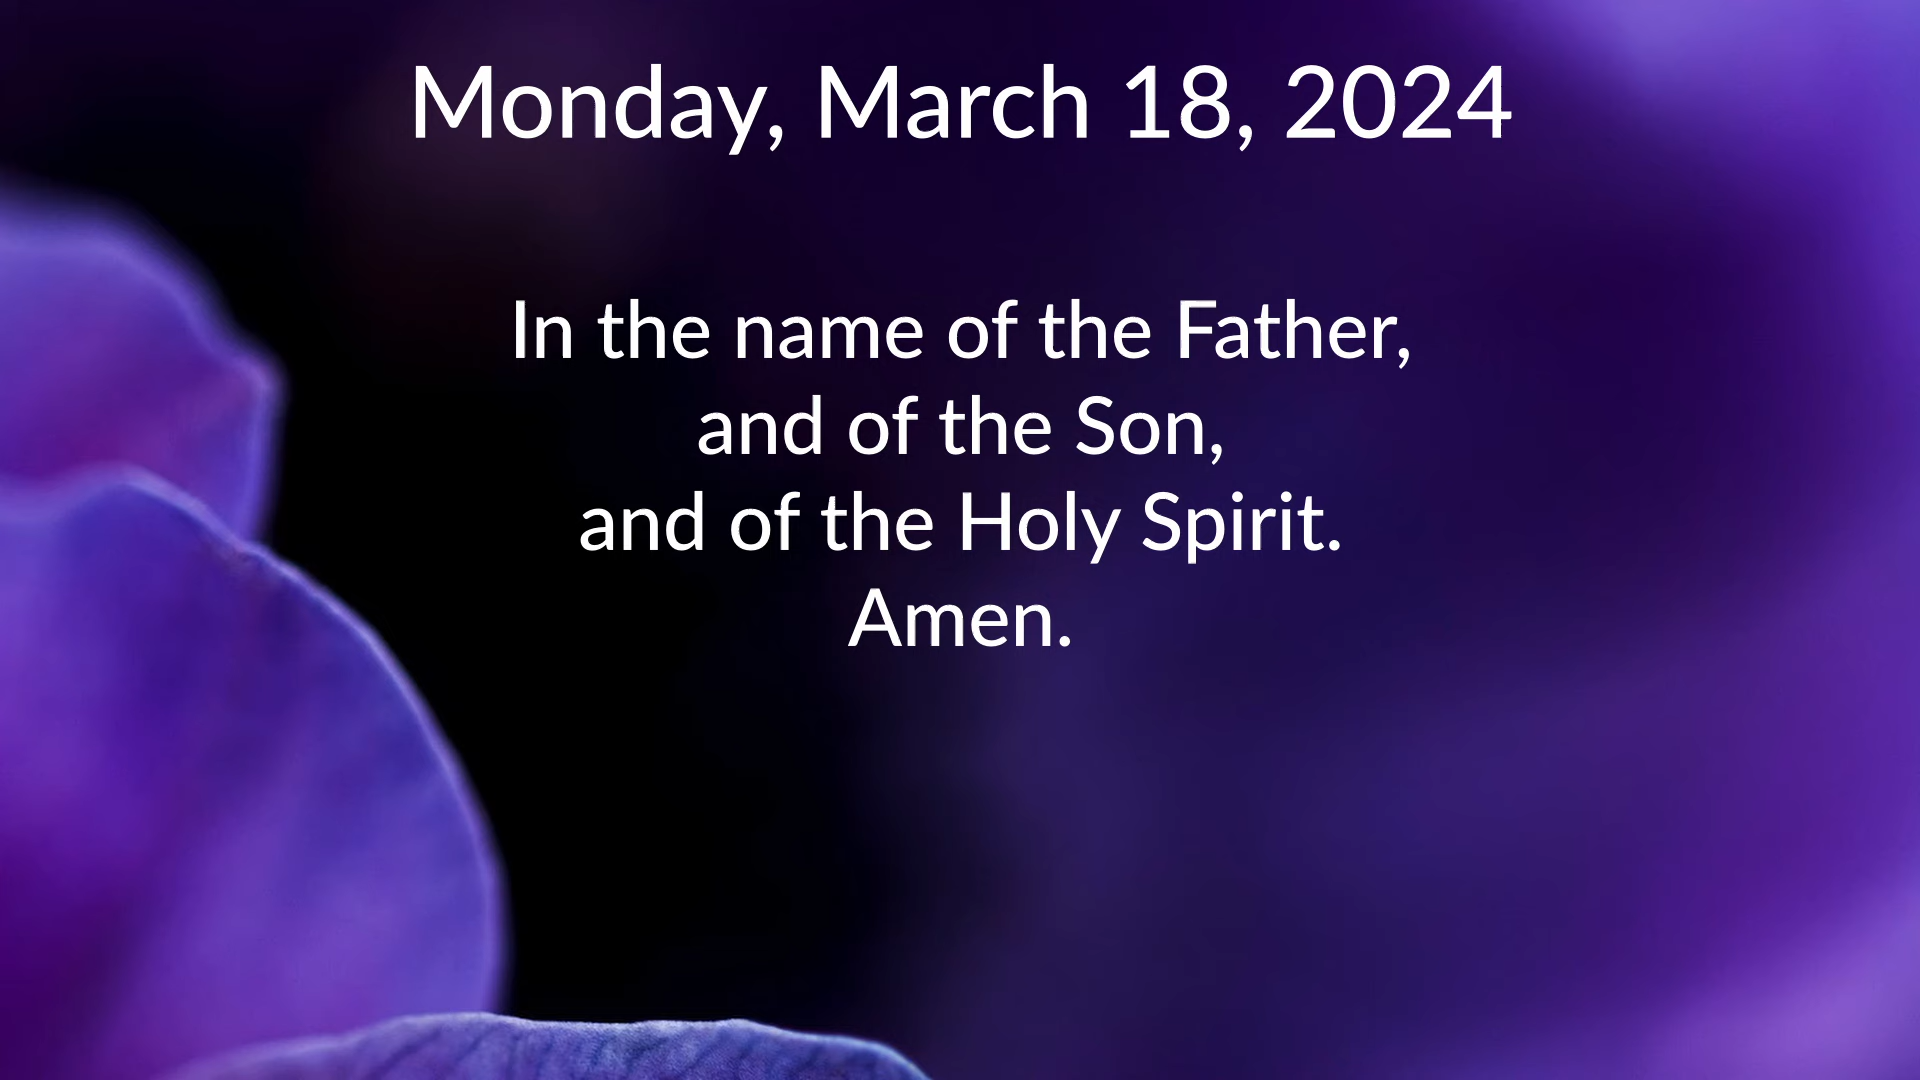 Monday, March 18, 2024
In the name of the Father,
and of the Son,
and of the Holy Spirit.
Amen.